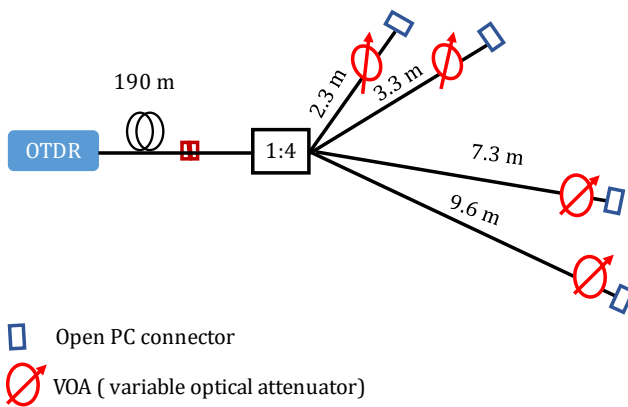 2.3 m
3.3 m
190 m
OTDR
1:4
7.3 m
9.6 m
Open PC connector
VOA ( variable optical attenuator)